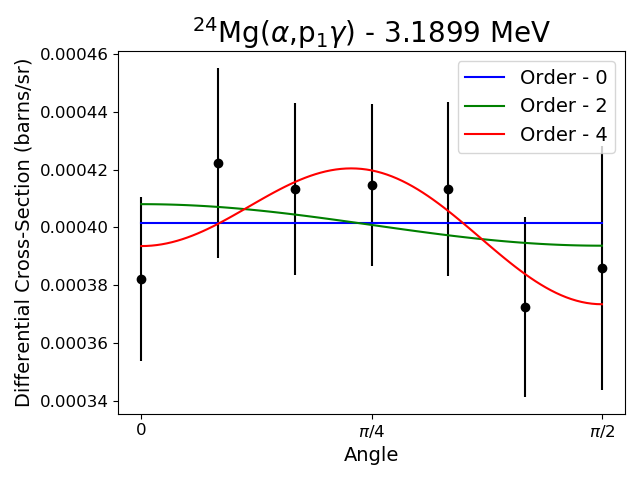 ²⁴Mg(α,p₁γ) - 3.1899 MeV
Differential Cross-Section (barns/sr)
0.00046
0.00044
0.00042
0.00040
0.00038
0.00036
0.00034
Order - 0
Order - 2
Order - 4
0
π/4
π/2
Angle